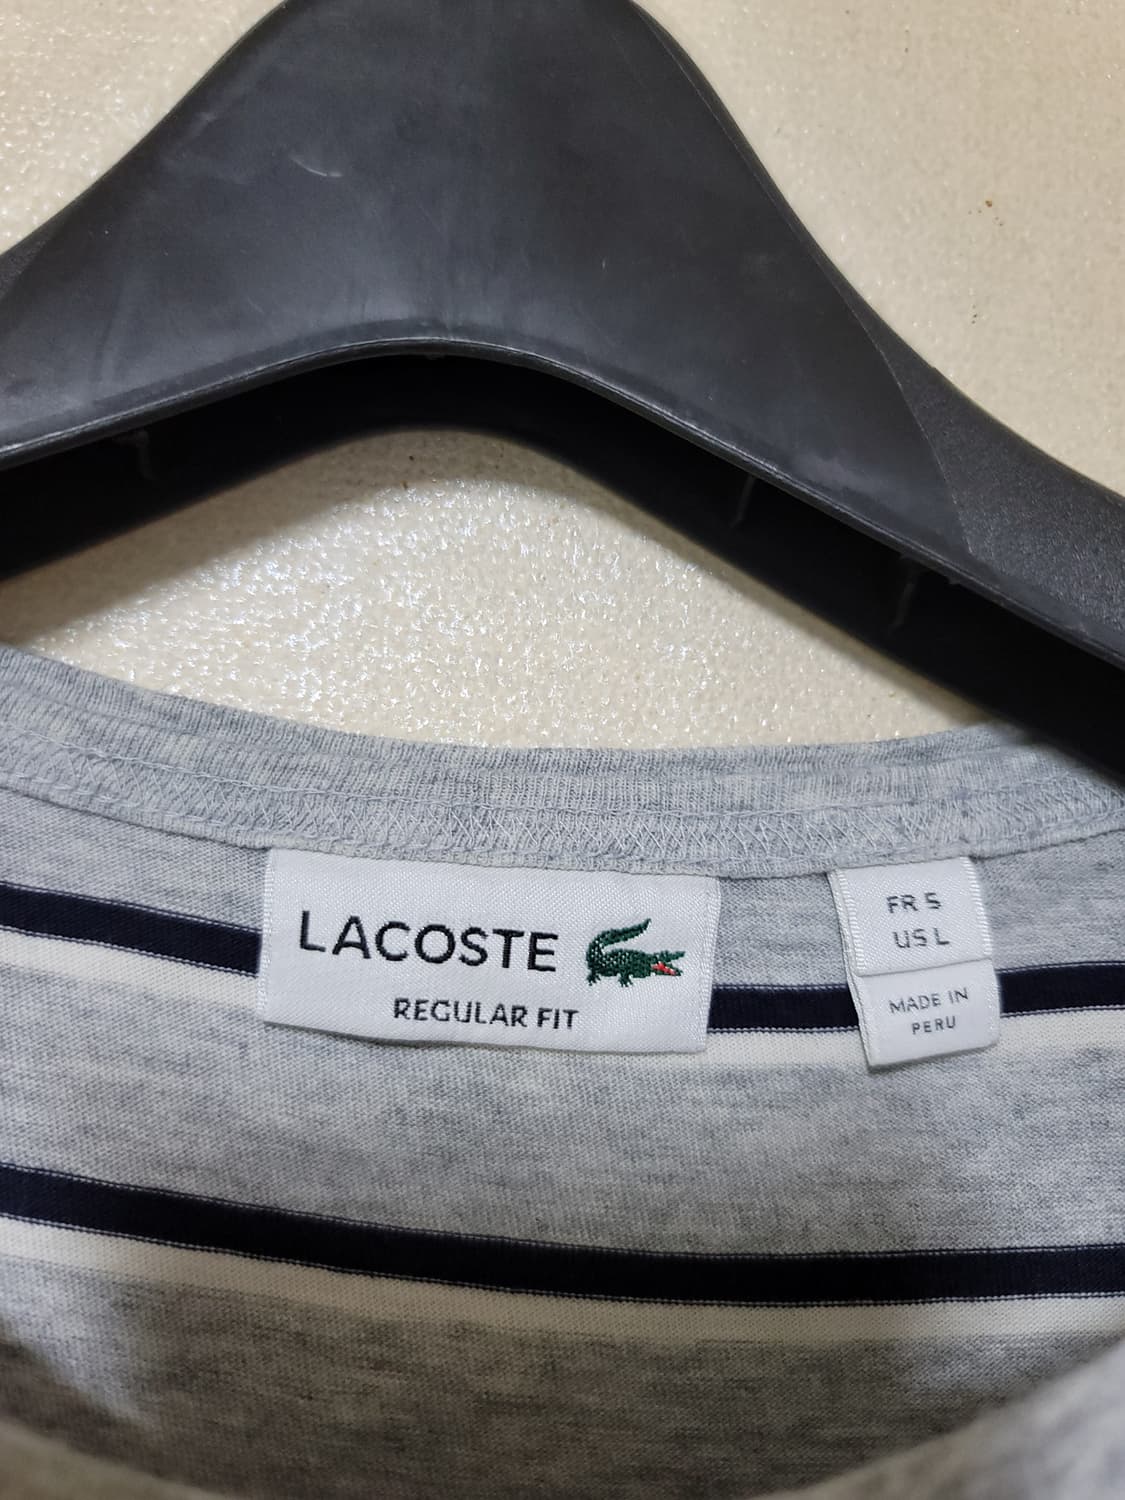 LACOSTE
REGULAR FIT
FR 5
US L
MADE IN
PERU